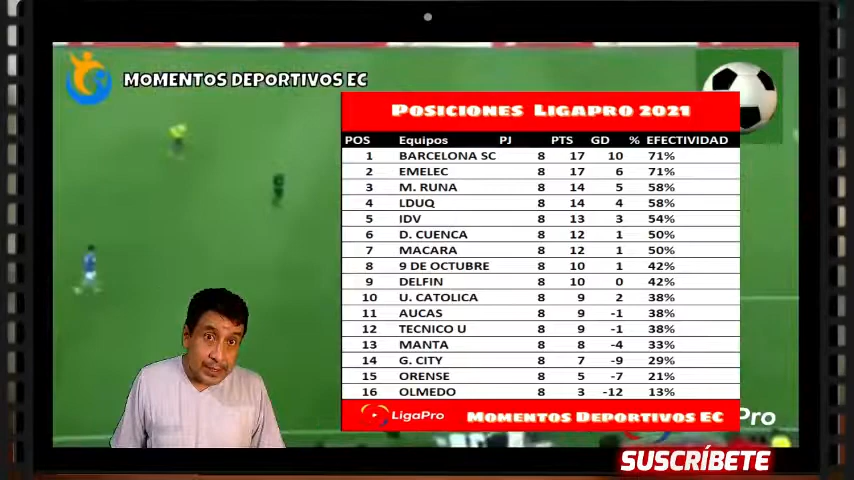 MOMENTOS DEPORTIVOS EC
POSICIONES LIGAPRO 2021
POS Equipos PJ PTS GD % EFECTIVIDAD
1 BARCELONA SC 8 17 10 71%
2 EMELEC 8 17 6 71%
3 M. RUNA 8 14 5 58%
4 LDUQ 8 14 4 58%
5 IDV 8 13 3 54%
6 D. CUENCA 8 12 1 50%
7 MACARA 8 12 1 50%
8 9 DE OCTUBRE 8 10 1 42%
9 DELFIN 8 10 0 42%
10 U. CATOLICA 8 9 2 38%
11 AUCAS 8 9 -1 38%
12 TECNICO U 8 9 -1 38%
13 MANTA 8 8 -4 33%
14 G. CITY 8 7 -9 29%
15 ORENSE 8 5 -7 21%
16 OLMEDO 8 3 -12 13%
LigaPro MOMENTOS DEPORTIVOS EC Pro
SUSCRÍBETE